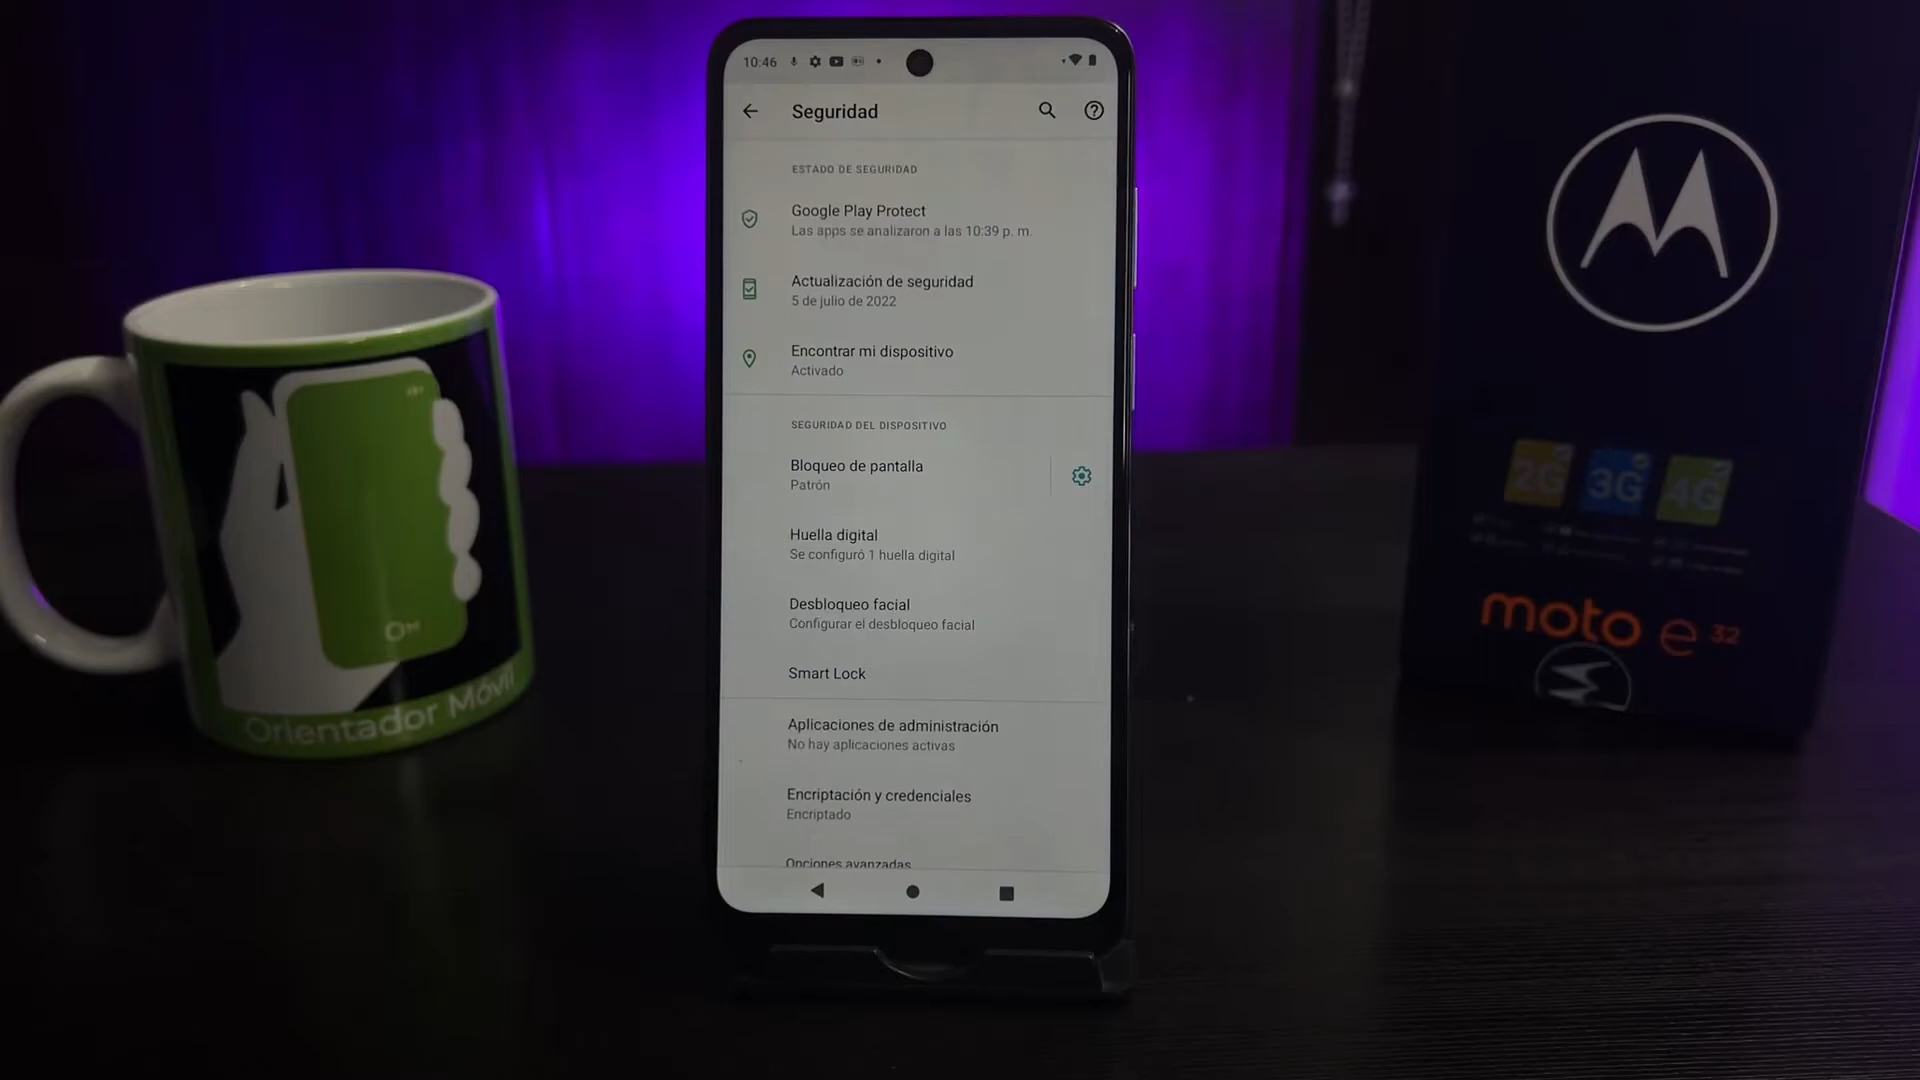 10:46
Seguridad
ESTADO DE SEGURIDAD
Google Play Protect
Las apps se analizaron a las 10:39 p. m.
Actualización de seguridad
5 de julio de 2022
Encontrar mi dispositivo
Activado
SEGURIDAD DEL DISPOSITIVO
Bloqueo de pantalla
Patrón
Huella digital
Se configuró 1 huella digital
Desbloqueo facial
Configurar el desbloqueo facial
Smart Lock
Aplicaciones de administración
No hay aplicaciones activas
Encriptación y credenciales
Encriptado
Opciones avanzadas
OM
Orientador Móvil
2G 3G 4G
moto e 32